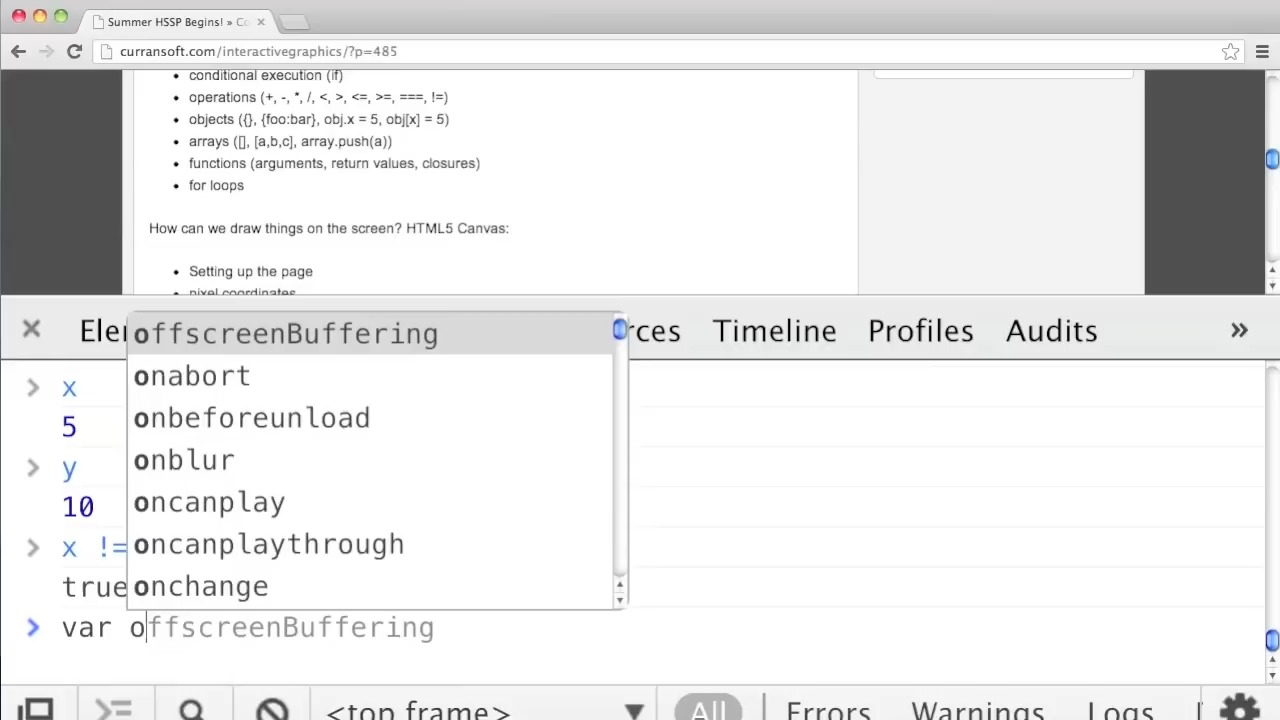 Summer HSSP Begins! » Co
curransoft.com/interactivegraphics/?p=485
• conditional execution (if)
• operations (+, -, *, /, <, >, <=, >=, ===, !=)
• objects ({}, {foo:bar}, obj.x = 5, obj[x] = 5)
• arrays ([], [a,b,c], array.push(a))
• functions (arguments, return values, closures)
• for loops
How can we draw things on the screen? HTML5 Canvas:
• Setting up the page
• pixel coordinates
Ele rces Timeline Profiles Audits »
offscreenBuffering
onabort
onbeforeunload
onblur
oncanplay
oncanplaythrough
onchange
> x
5
> y
10
> x !=
true
> var offscreenBuffering
<top frame> All Errors Warnings Logs